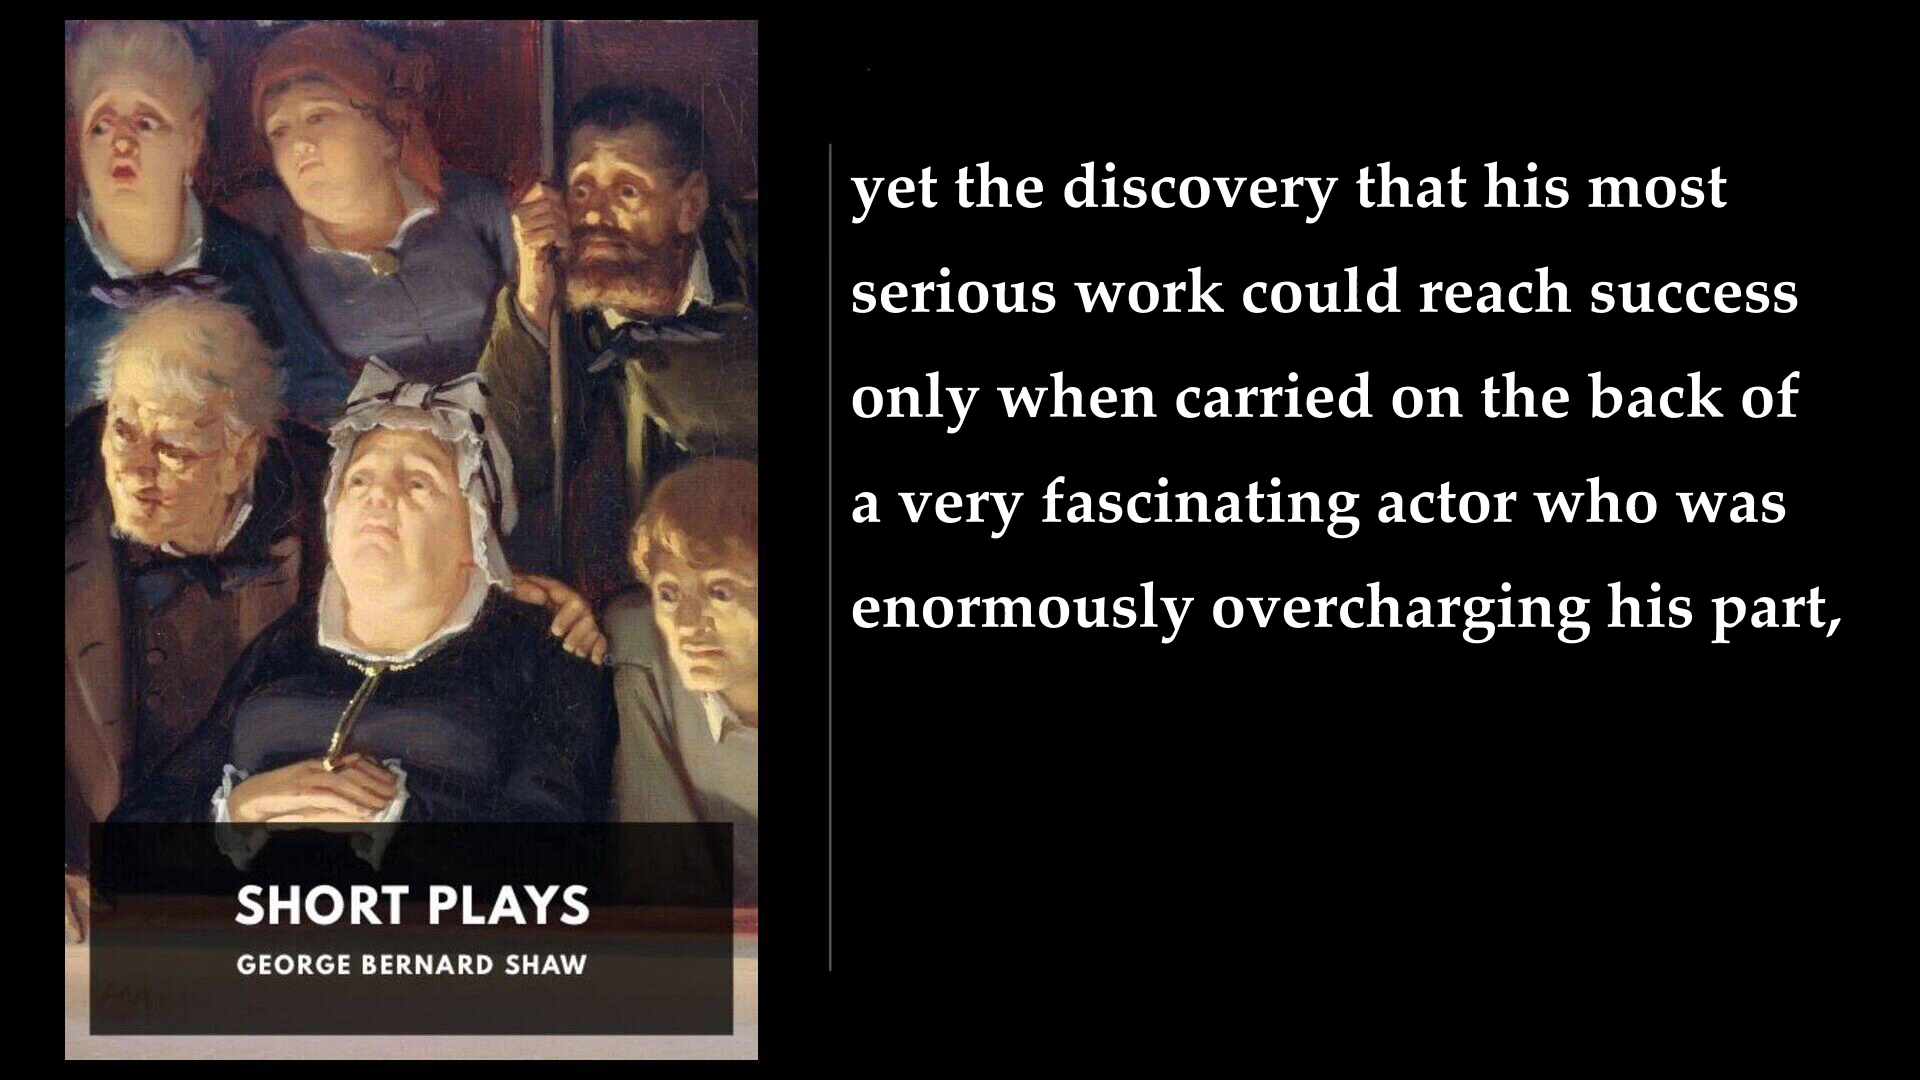 yet the discovery that his most
serious work could reach success
only when carried on the back of
a very fascinating actor who was
enormously overcharging his part,
SHORT PLAYS
GEORGE BERNARD SHAW